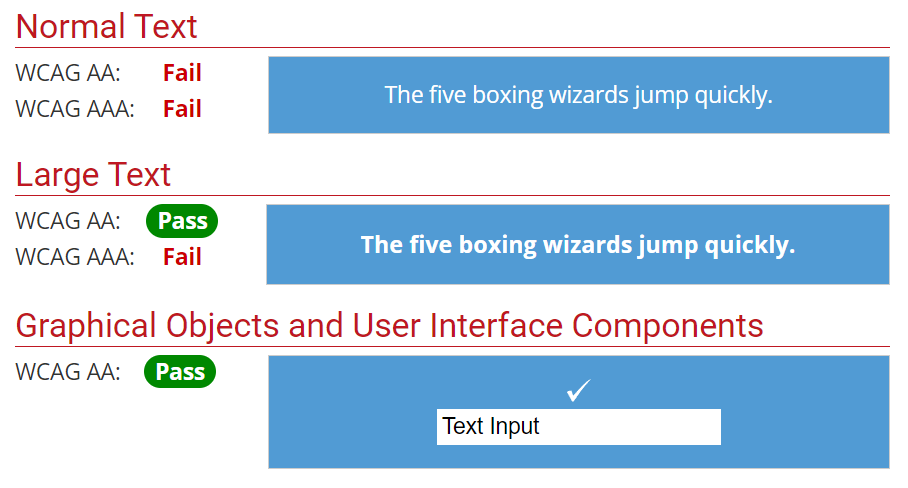 Normal Text
WCAG AA: Fail
WCAG AAA: Fail
The five boxing wizards jump quickly.
Large Text
WCAG AA: Pass
WCAG AAA: Fail
The five boxing wizards jump quickly.
Graphical Objects and User Interface Components
WCAG AA: Pass
Text Input